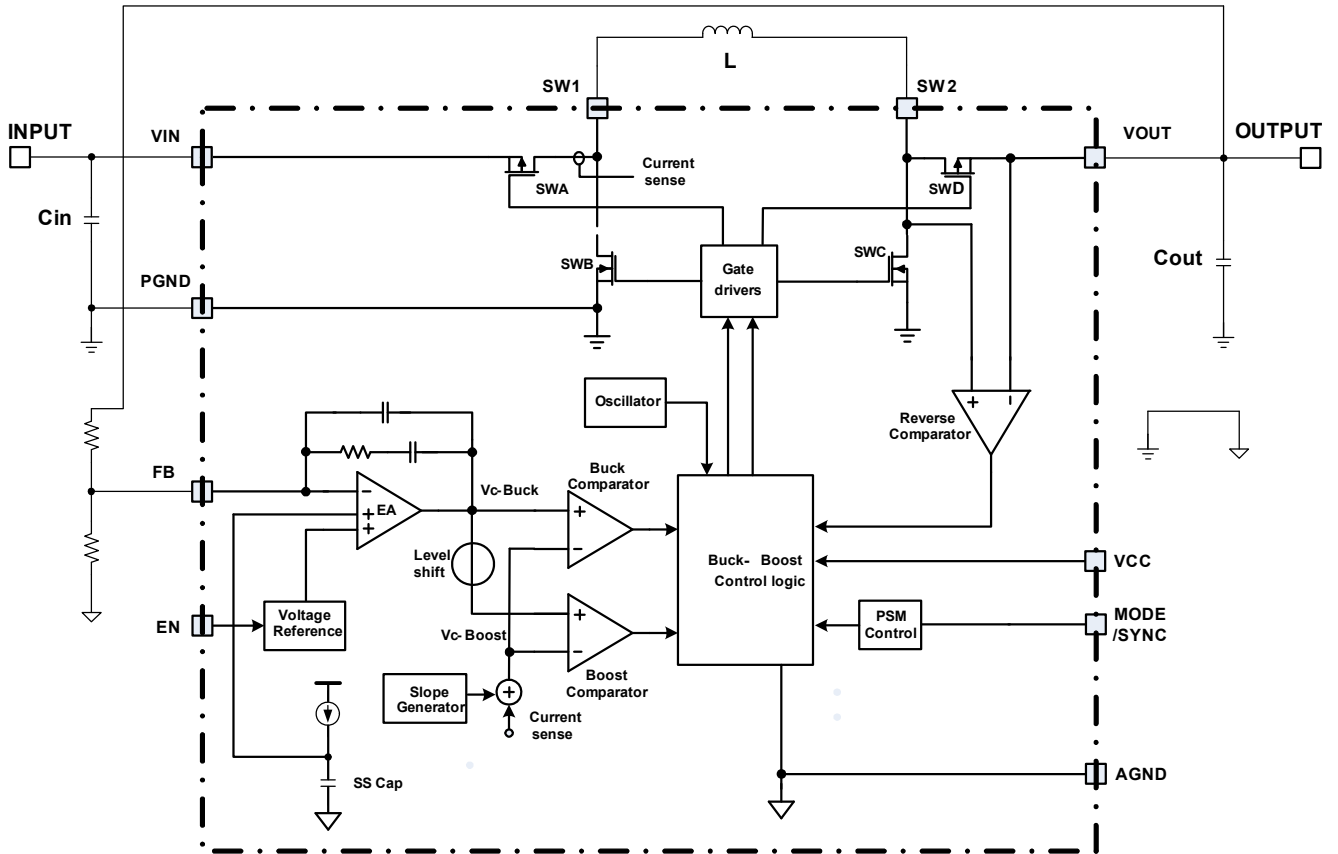 L
SW1
SW2
INPUT
VIN
VOUT
OUTPUT
Current
sense
SWA
SWD
Cin
SWB
Gate
drivers
SWC
Cout
PGND
Oscillator
+
−
Reverse
Comparator
FB
−
+
+
EA
Vc-Buck
Buck
Comparator
+
−
Level
shift
Buck- Boost
Control logic
VCC
EN
Voltage
Reference
Vc-Boost
+
−
Boost
Comparator
PSM
Control
MODE
/SYNC
Slope
Generator
+
Current
sense
SS Cap
AGND